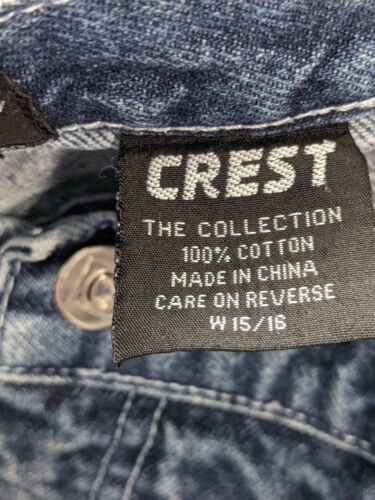 CREST
THE COLLECTION
100% COTTON
MADE IN CHINA
CARE ON REVERSE
W 15/16